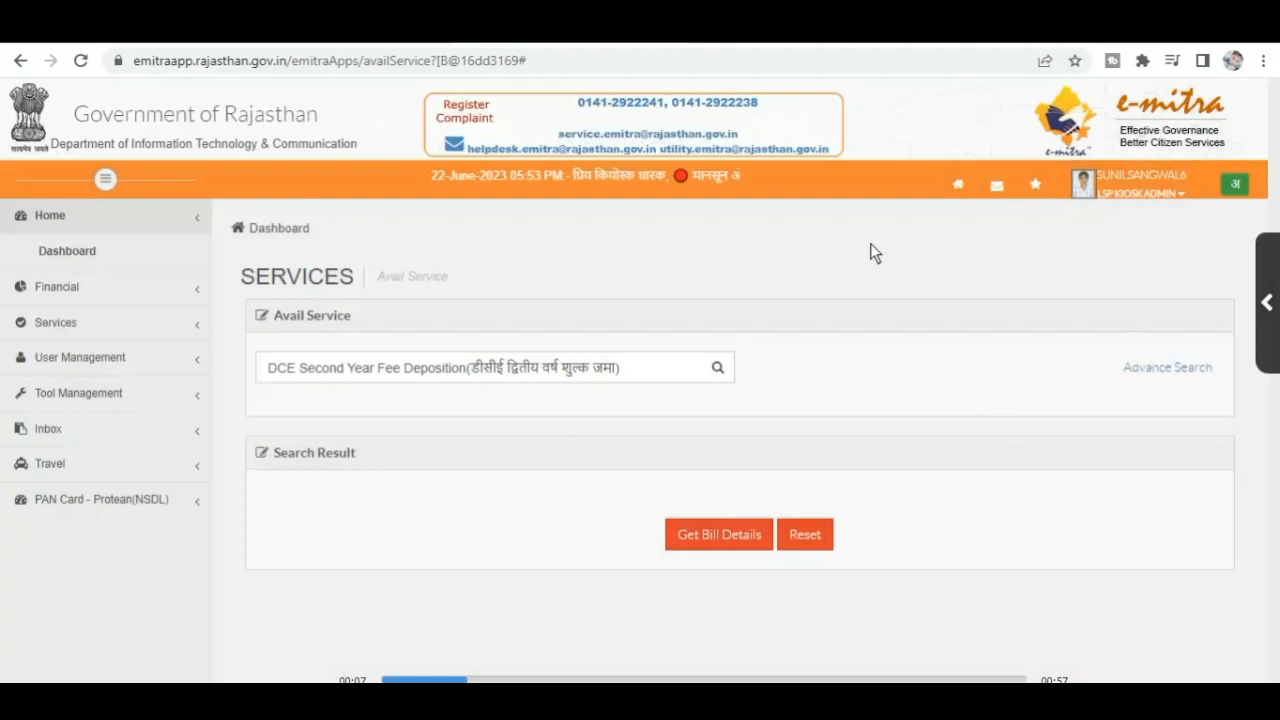 emitraapp.rajasthan.gov.in/emitraApps/availService?[B@16dd3169#
सत्यमेव जयते
Government of Rajasthan
Department of Information Technology & Communication
Register
Complaint
0141-2922241, 0141-2922238
service.emitra@rajasthan.gov.in
helpdesk.emitra@rajasthan.gov.in utility.emitra@rajasthan.gov.in
e-mitra
e-mitra
Effective Governance
Better Citizen Services
22-June-2023 05:53 PM:- प्रिय कियोस्क धारक, मानसून अं
SUNILSANGWAL6
LSP KIOSKADMIN
अ
Home
Dashboard
Financial
Services
User Management
Tool Management
Inbox
Travel
PAN Card - Protean(NSDL)
Dashboard
SERVICES Avail Service
Avail Service
DCE Second Year Fee Deposition(डीसीई द्वितीय वर्ष शुल्क जमा)
Advance Search
Search Result
Get Bill Details Reset
00:07 00:57